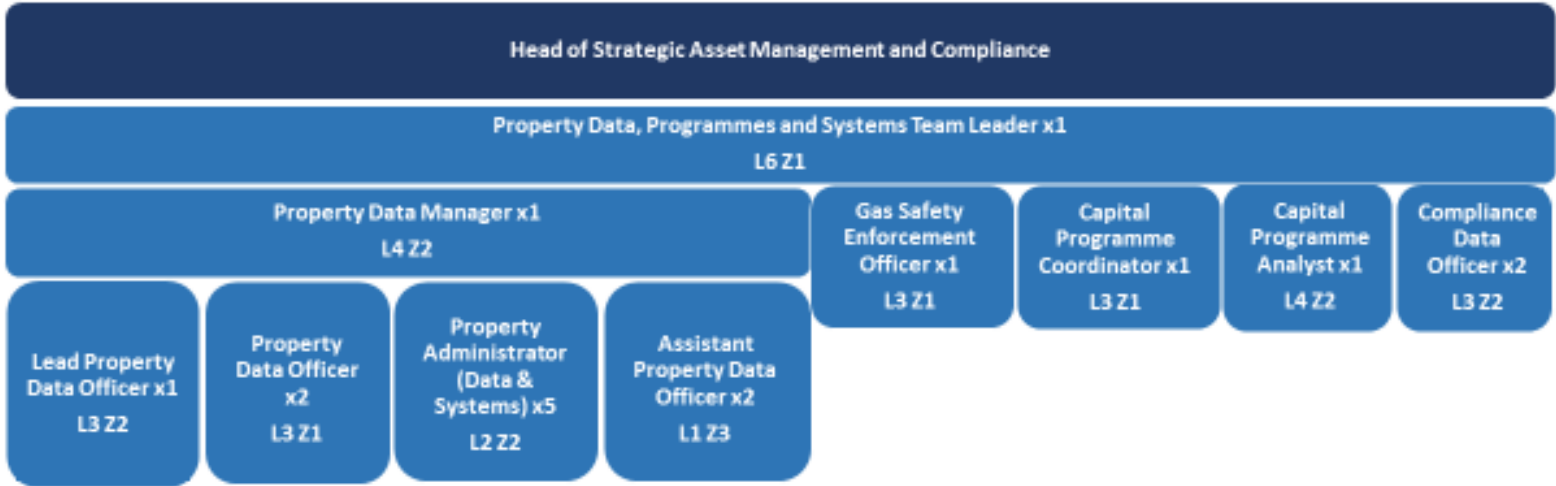 Head of Strategic Asset Management and Compliance
Property Data, Programmes and Systems Team Leader x1
L6 Z1
Property Data Manager x1
L4 Z2
Gas Safety
Enforcement
Officer x1
L3 Z1
Capital
Programme
Coordinator x1
L3 Z1
Capital
Programme
Analyst x1
L4 Z2
Compliance
Data
Officer x2
L3 Z2
Lead Property
Data Officer x1
L3 Z2
Property
Data Officer
x2
L3 Z1
Property
Administrator
(Data &
Systems) x5
L2 Z2
Assistant
Property Data
Officer x2
L1 Z3